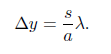 Δy = s/a λ.